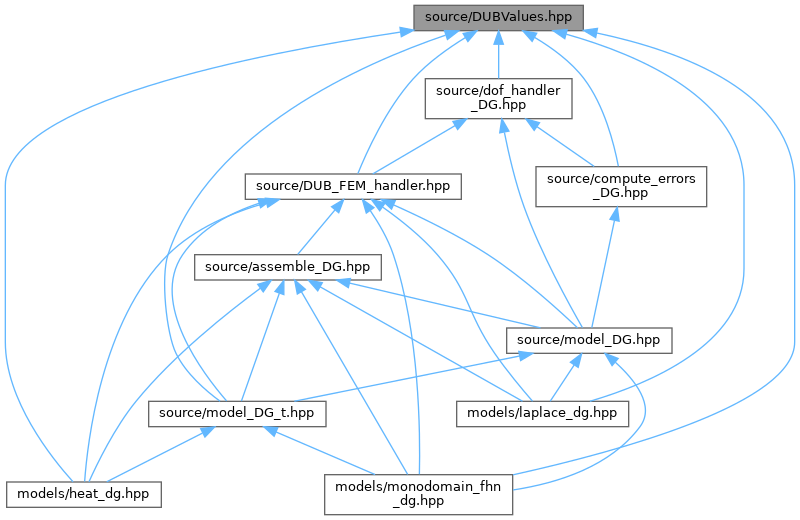 source/DUBValues.hpp
source/dof_handler
_DG.hpp
source/DUB_FEM_handler.hpp
source/compute_errors
_DG.hpp
source/assemble_DG.hpp
source/model_DG.hpp
source/model_DG_t.hpp
models/laplace_dg.hpp
models/heat_dg.hpp
models/monodomain_fhn
_dg.hpp